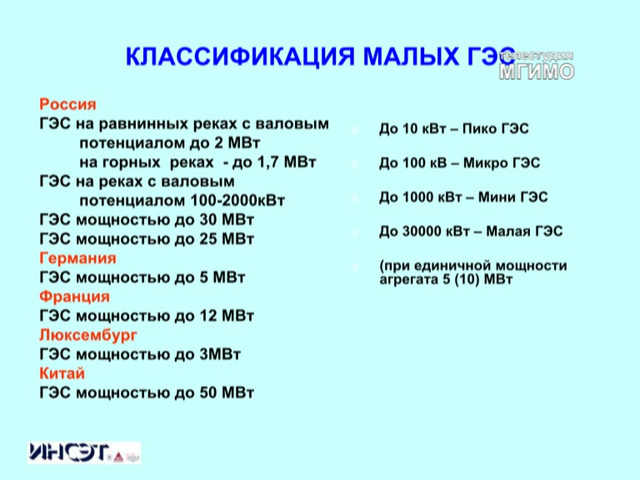 КЛАССИФИКАЦИЯ МАЛЫХ ГЭС
телестудия
МГИМО
Россия
ГЭС на равнинных реках с валовым
потенциалом до 2 МВт
на горных реках - до 1,7 МВт
ГЭС на реках с валовым
потенциалом 100-2000кВт
ГЭС мощностью до 30 МВт
ГЭС мощностью до 25 МВт
Германия
ГЭС мощностью до 5 МВт
Франция
ГЭС мощностью до 12 МВт
Люксембург
ГЭС мощностью до 3МВт
Китай
ГЭС мощностью до 50 МВт
До 10 кВт – Пико ГЭС
До 100 кВ – Микро ГЭС
До 1000 кВт – Мини ГЭС
До 30000 кВт – Малая ГЭС
(при единичной мощности
агрегата 5 (10) МВт
ИНСЭТ